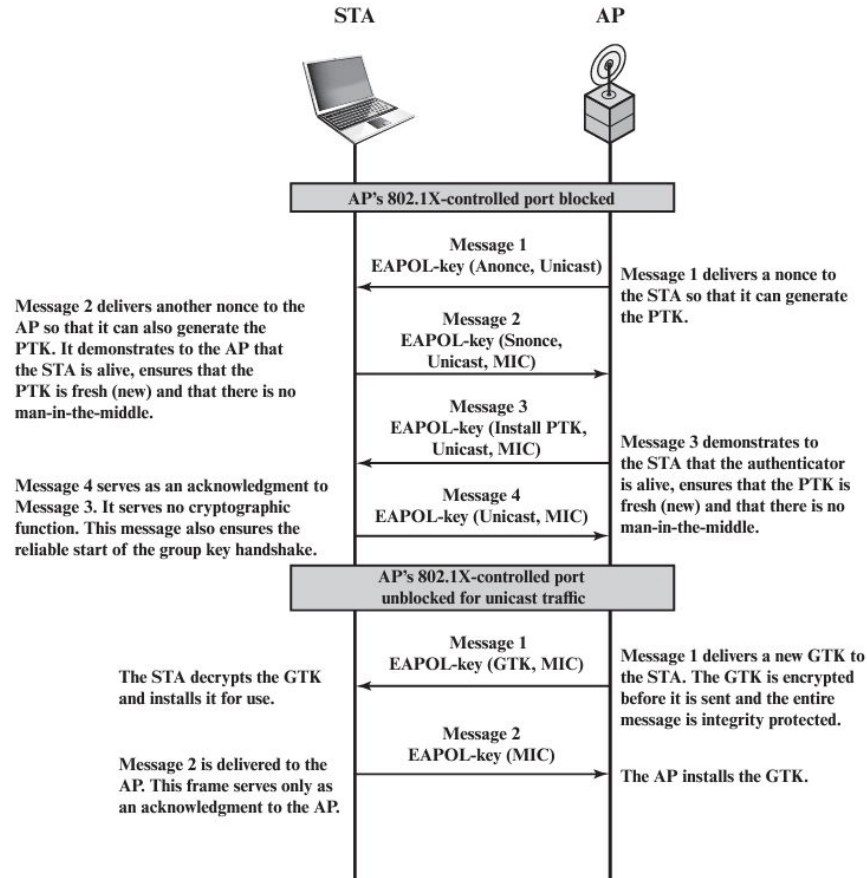 STA
AP
AP's 802.1X-controlled port blocked
Message 1
EAPOL-key (Anonce, Unicast)
Message 1 delivers a nonce to
the STA so that it can generate
the PTK.
Message 2 delivers another nonce to the
AP so that it can also generate the
PTK. It demonstrates to the AP that
the STA is alive, ensures that the
PTK is fresh (new) and that there is no
man-in-the-middle.
Message 2
EAPOL-key (Snonce,
Unicast, MIC)
Message 3
EAPOL-key (Install PTK,
Unicast, MIC)
Message 3 demonstrates to
the STA that the authenticator
is alive, ensures that the PTK is
fresh (new) and that there is no
man-in-the-middle.
Message 4 serves as an acknowledgment to
Message 3. It serves no cryptographic
function. This message also ensures the
reliable start of the group key handshake.
Message 4
EAPOL-key (Unicast, MIC)
AP's 802.1X-controlled port
unblocked for unicast traffic
Message 1
EAPOL-key (GTK, MIC)
Message 1 delivers a new GTK to
the STA. The GTK is encrypted
before it is sent and the entire
message is integrity protected.
The STA decrypts the GTK
and installs it for use.
Message 2
EAPOL-key (MIC)
Message 2 is delivered to the
AP. This frame serves only as
an acknowledgment to the AP.
The AP installs the GTK.